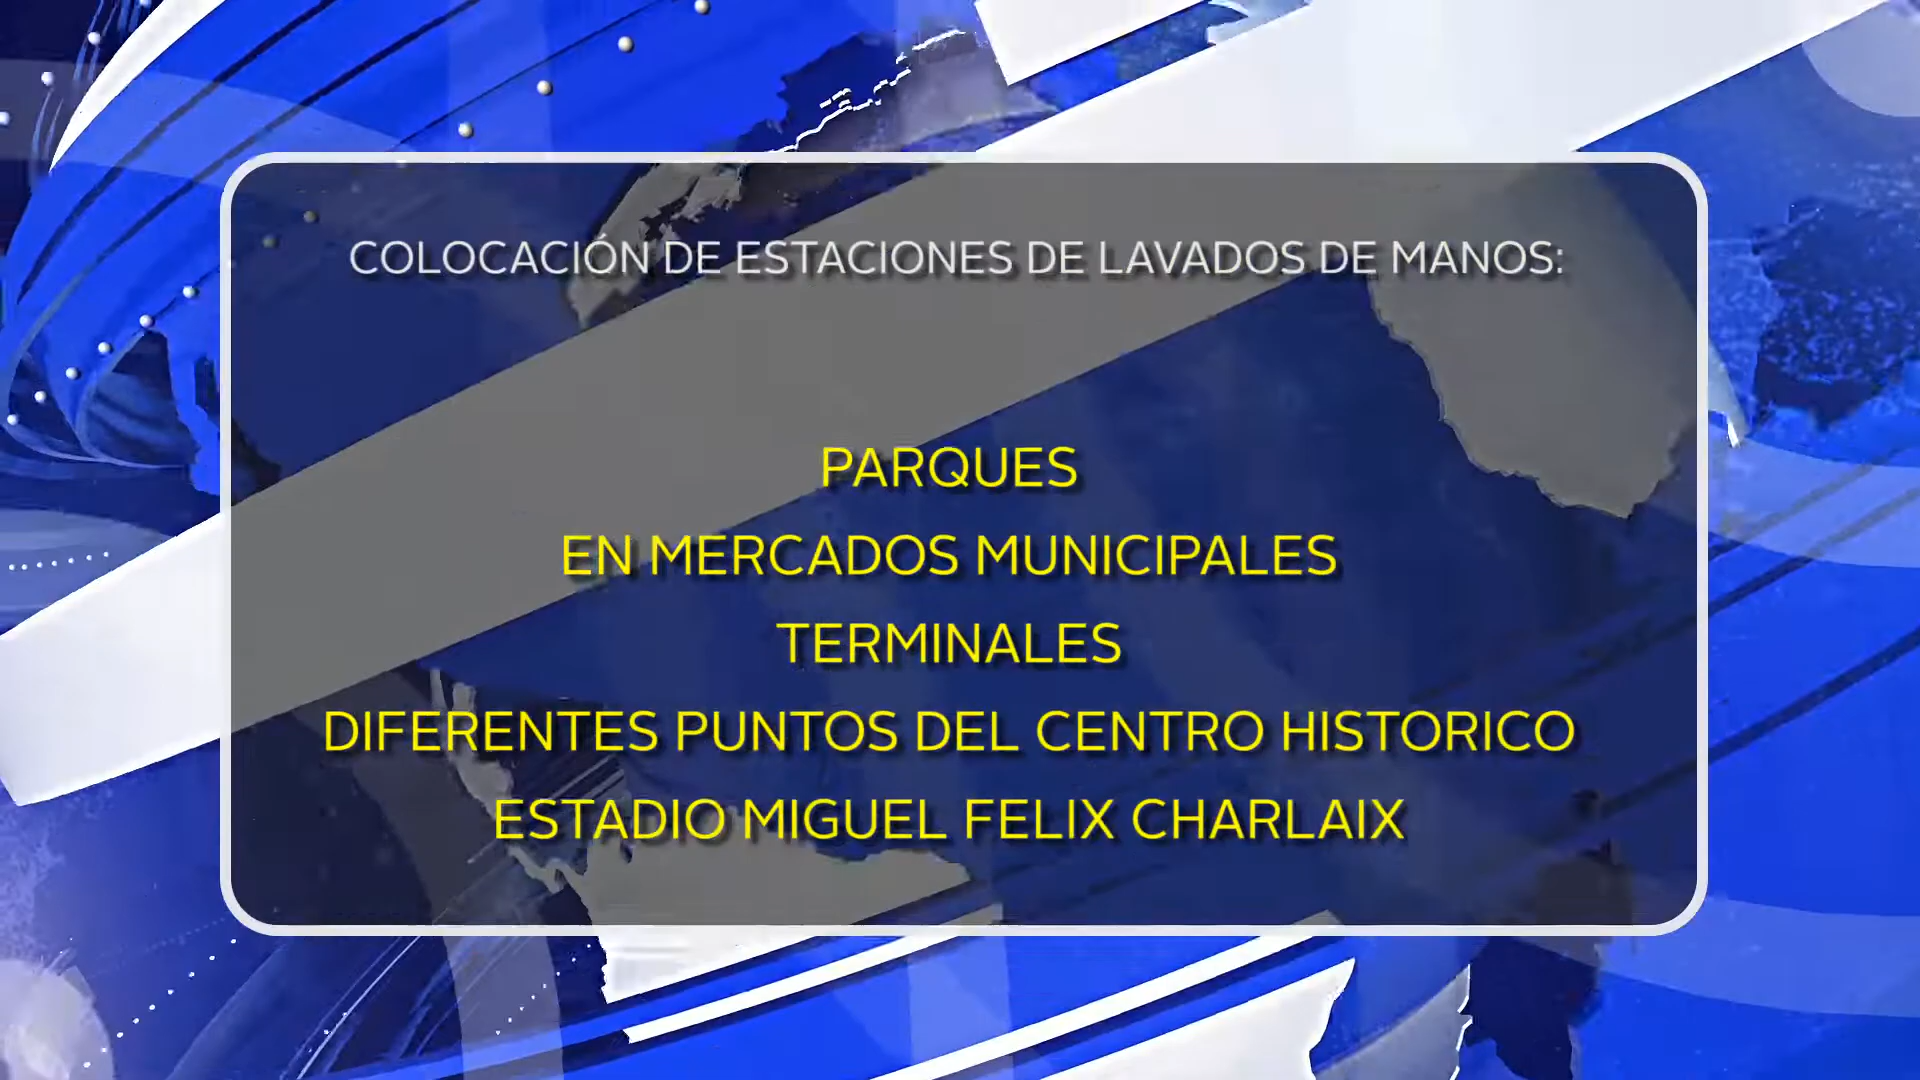 COLOCACIÓN DE ESTACIONES DE LAVADOS DE MANOS:
PARQUES
EN MERCADOS MUNICIPALES
TERMINALES
DIFERENTES PUNTOS DEL CENTRO HISTORICO
ESTADIO MIGUEL FELIX CHARLAIX